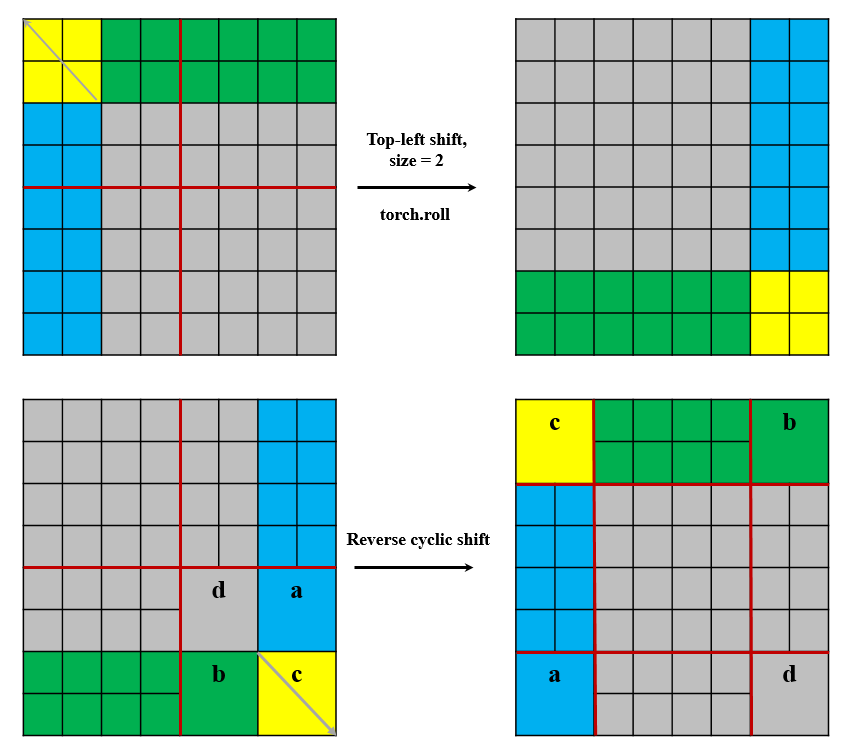 Top-left shift,
size = 2
torch.roll
c
b
Reverse cyclic shift
d
a
b
c
a
d